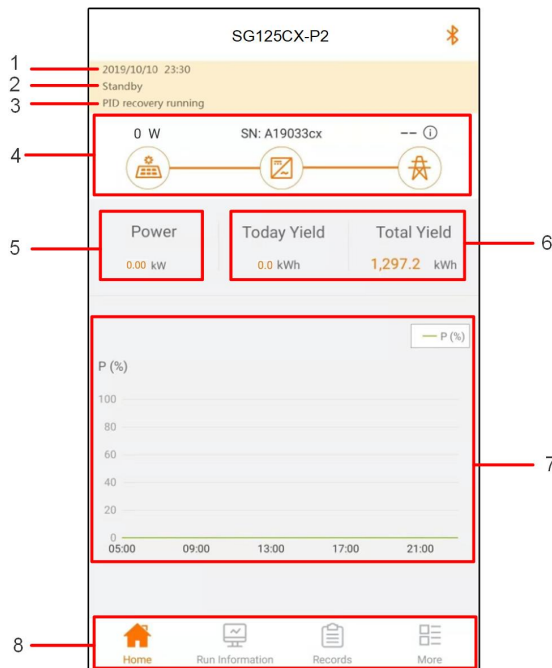 SG125CX-P2
1
2019/10/10 23:30
2
Standby
3
PID recovery running
4
0 W SN: A19033cx --
5
Power Today Yield Total Yield
6
0.00 kW 0.0 kWh 1,297.2 kWh
P (%)
P (%)
100
80
60
7
40
20
0
05:00 09:00 13:00 17:00 21:00
8
Home Run Information Records More